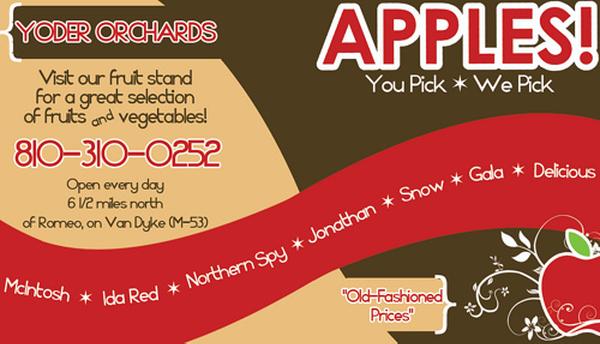 YODER ORCHARDS
Visit our fruit stand
for a great selection
of fruits and vegetables!
810-310-0252
Open every day
6 1/2 miles north
of Romeo, on Van Dyke (M-53)
APPLES!
You Pick ✶ We Pick
McIntosh ✶ Ida Red ✶ Northern Spy ✶ Jonathan ✶ Snow ✶ Gala ✶ Delicious
"Old-Fashioned
Prices"